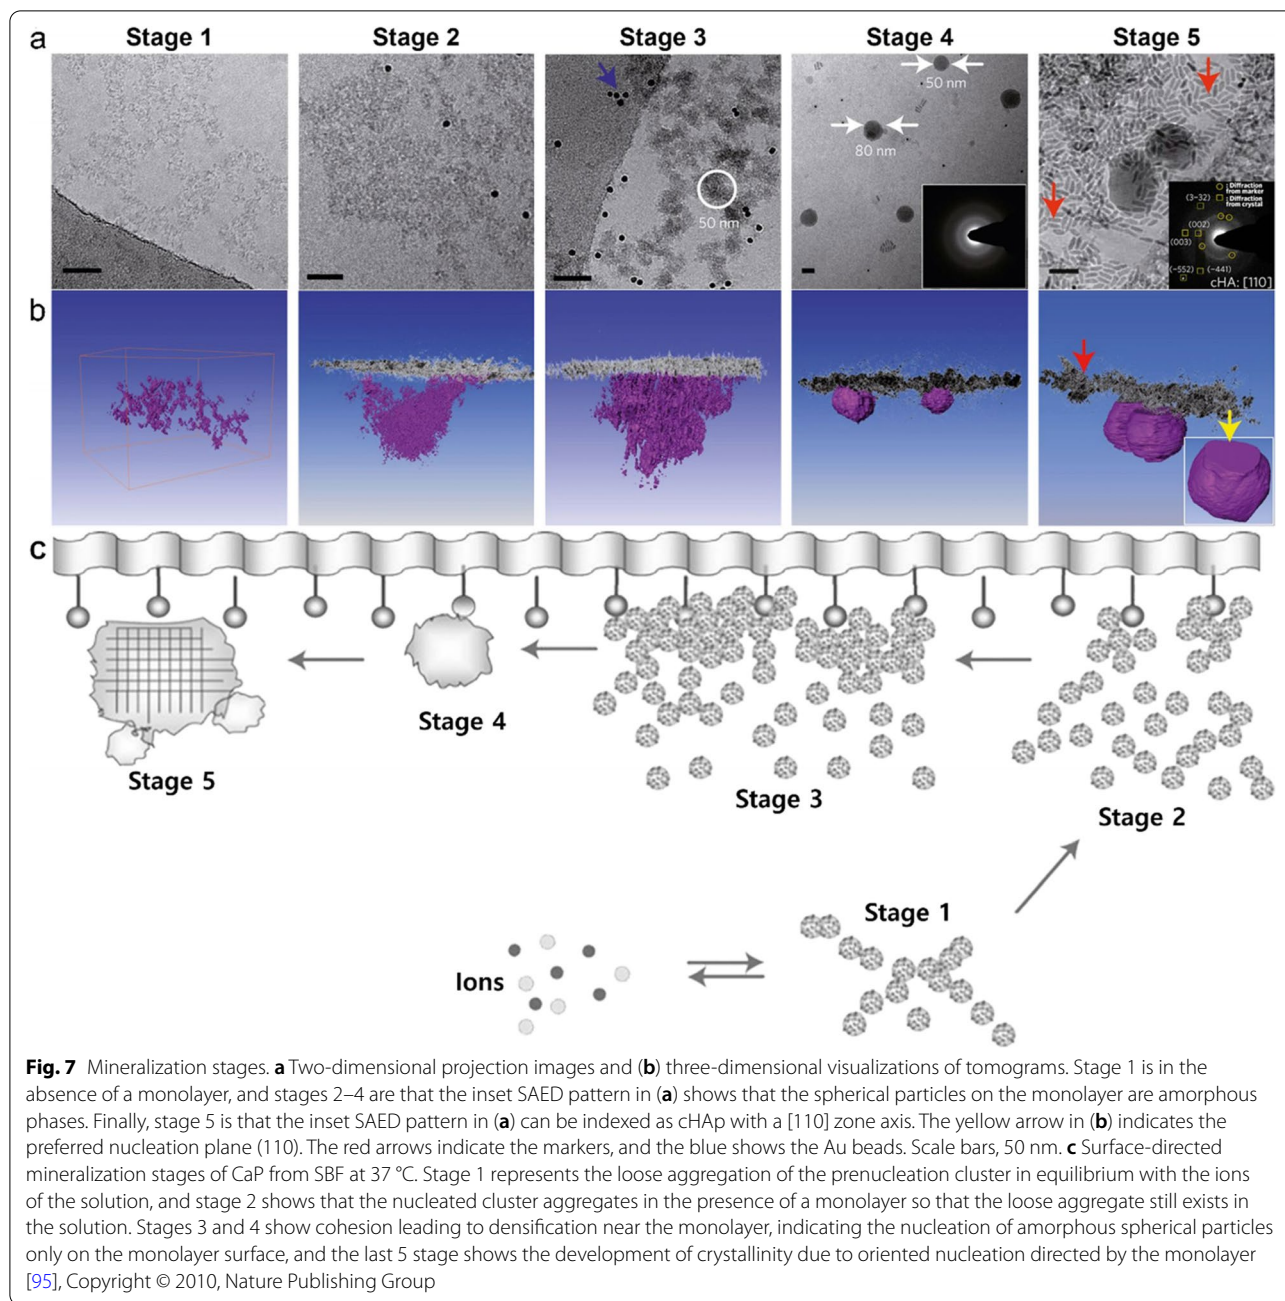 a
Stage 1
Stage 2
Stage 3
Stage 4
Stage 5
50 nm
80 nm
50 nm
Diffraction
from marker
Diffraction
from crystal
(3-32)
(002)
(003)
(-552)
(-441)
cHA: [110]
b
c
Stage 5
Stage 4
Stage 3
Stage 2
Stage 1
Ions
Fig. 7 Mineralization stages. a Two-dimensional projection images and (b) three-dimensional visualizations of tomograms. Stage 1 is in the
absence of a monolayer, and stages 2–4 are that the inset SAED pattern in (a) shows that the spherical particles on the monolayer are amorphous
phases. Finally, stage 5 is that the inset SAED pattern in (a) can be indexed as cHAp with a [110] zone axis. The yellow arrow in (b) indicates the
preferred nucleation plane (110). The red arrows indicate the markers, and the blue shows the Au beads. Scale bars, 50 nm. c Surface-directed
mineralization stages of CaP from SBF at 37 °C. Stage 1 represents the loose aggregation of the prenucleation cluster in equilibrium with the ions
of the solution, and stage 2 shows that the nucleated cluster aggregates in the presence of a monolayer so that the loose aggregate still exists in
the solution. Stages 3 and 4 show cohesion leading to densification near the monolayer, indicating the nucleation of amorphous spherical particles
only on the monolayer surface, and the last 5 stage shows the development of crystallinity due to oriented nucleation directed by the monolayer
[95], Copyright © 2010, Nature Publishing Group